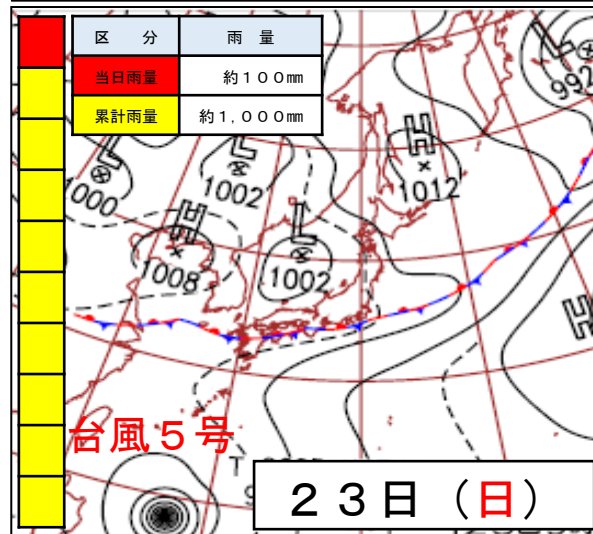 区 分 雨 量
当日雨量 約100㎜
累計雨量 約1,000㎜
L
992
L
1000
L
1002
H
1012
H
1008
L
1002
H
台風5号
T
23日（日）